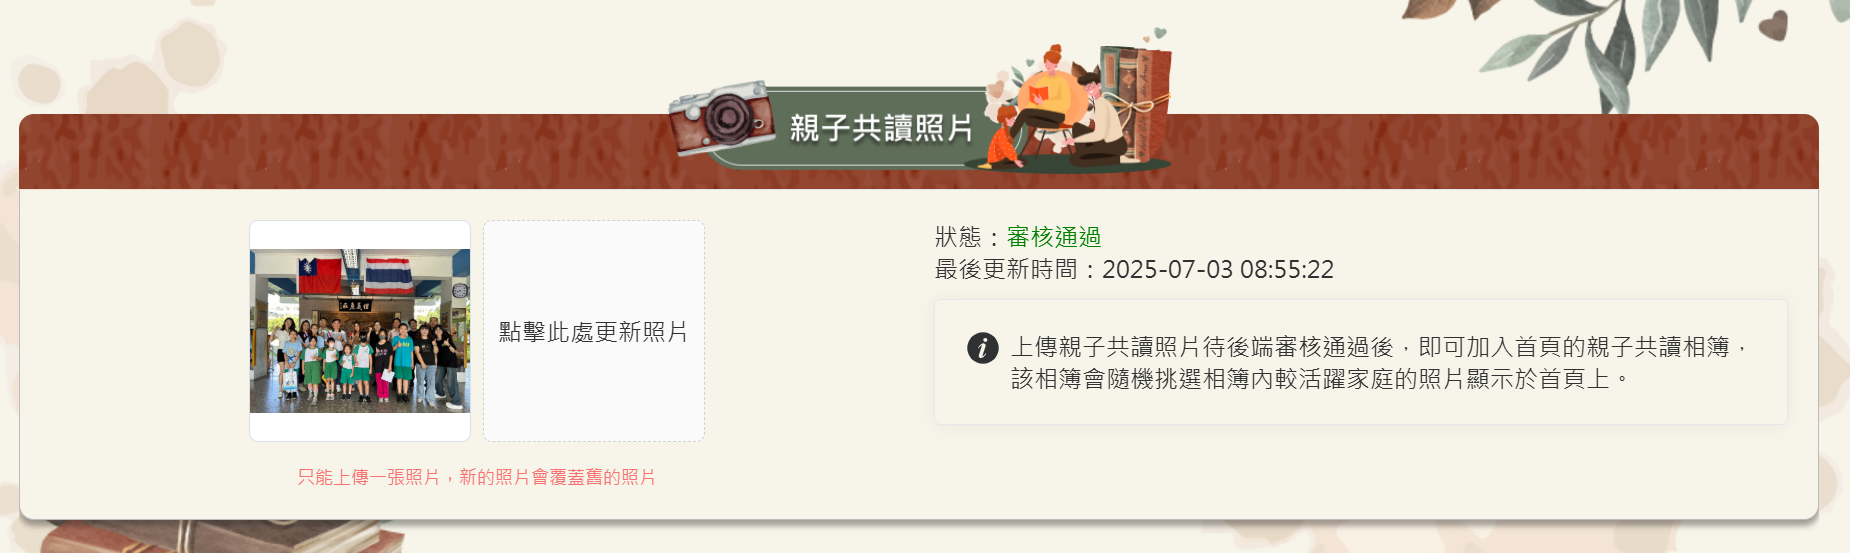 親子共讀照片
點擊此處更新照片
只能上傳一張照片，新的照片會覆蓋舊的照片
狀態：審核通過
最後更新時間：2025-07-03 08:55:22
上傳親子共讀照片待後端審核通過後，即可加入首頁的親子共讀相簿，
該相簿會隨機挑選相簿內較活躍家庭的照片顯示於首頁上。